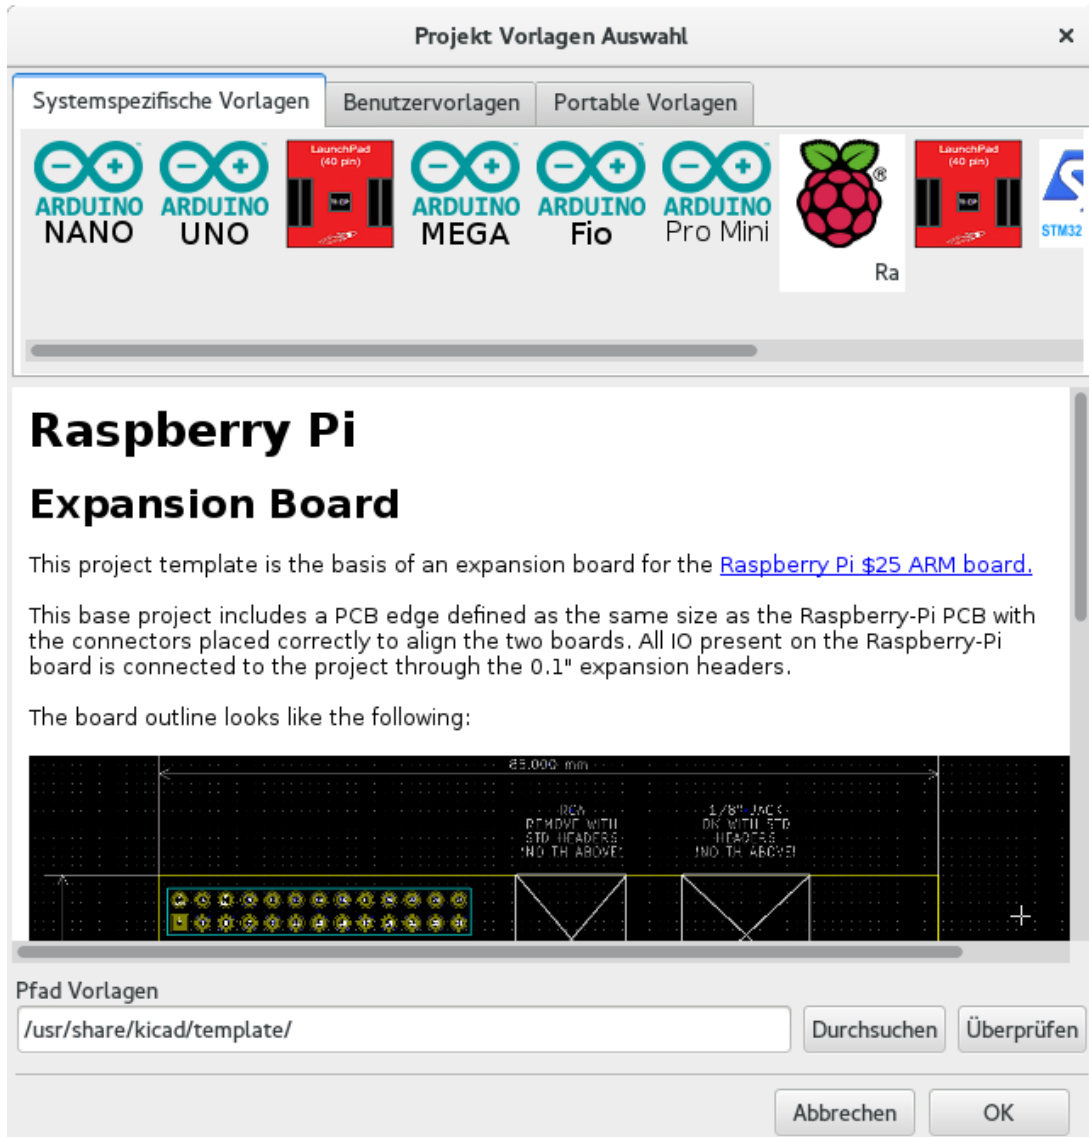 Projekt Vorlagen Auswahl
Systemspezifische Vorlagen Benutzervorlagen Portable Vorlagen
ARDUINO NANO
ARDUINO UNO
LaunchPad (40 pin)
ARDUINO MEGA
ARDUINO Fio
ARDUINO Pro Mini
®
Ra
LaunchPad (40 pin)
STM32
Raspberry Pi
Expansion Board
This project template is the basis of an expansion board for the Raspberry Pi $25 ARM board.
This base project includes a PCB edge defined as the same size as the Raspberry-Pi PCB with
the connectors placed correctly to align the two boards. All IO present on the Raspberry-Pi
board is connected to the project through the 0.1" expansion headers.
The board outline looks like the following:
85.000 mm
RCA
REMOVE WITH
STD HEADERS
!NO TH ABOVE!
1/8" JACK
OK WITH STD
HEADERS
!NO TH ABOVE!
Pfad Vorlagen
/usr/share/kicad/template/ Durchsuchen Überprüfen
Abbrechen OK